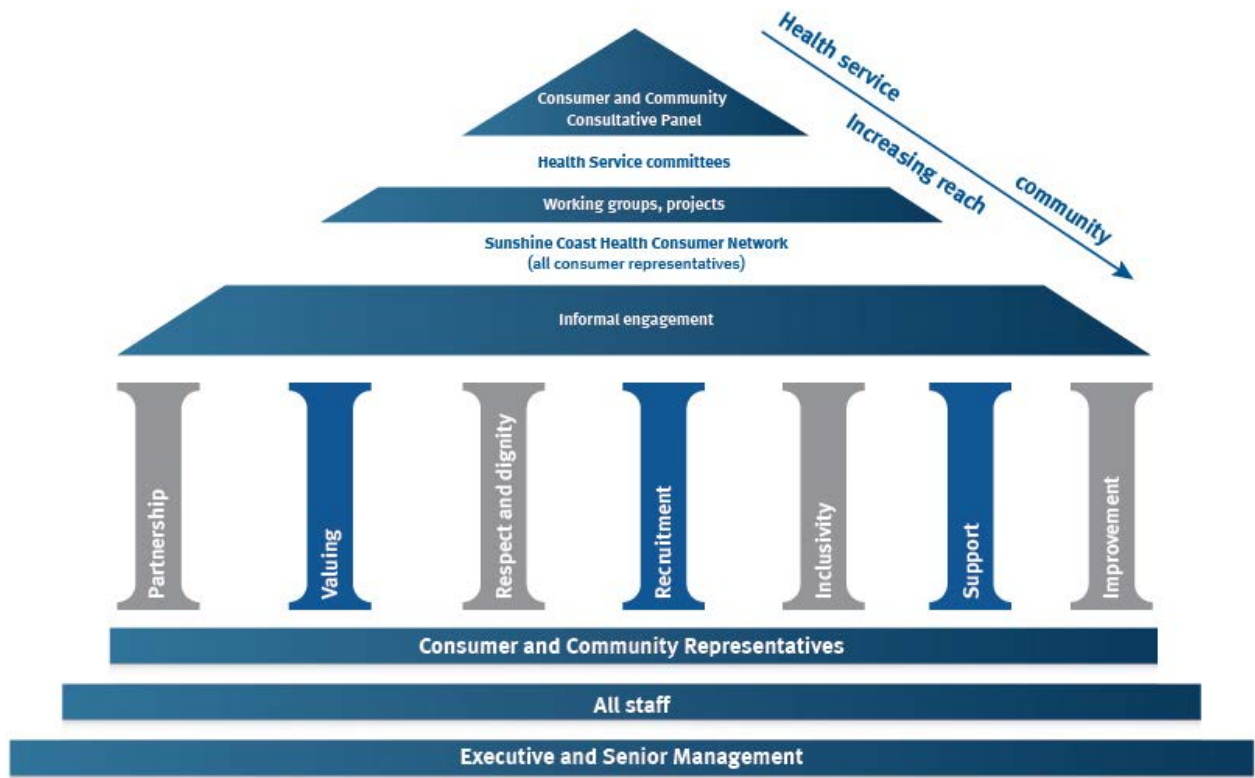 Consumer and Community
Consultative Panel
Health service
Increasing reach
community
Health Service committees
Working groups, projects
Sunshine Coast Health Consumer Network
(all consumer representatives)
Informal engagement
Partnership
Valuing
Respect and dignity
Recruitment
Inclusivity
Support
Improvement
Consumer and Community Representatives
All staff
Executive and Senior Management